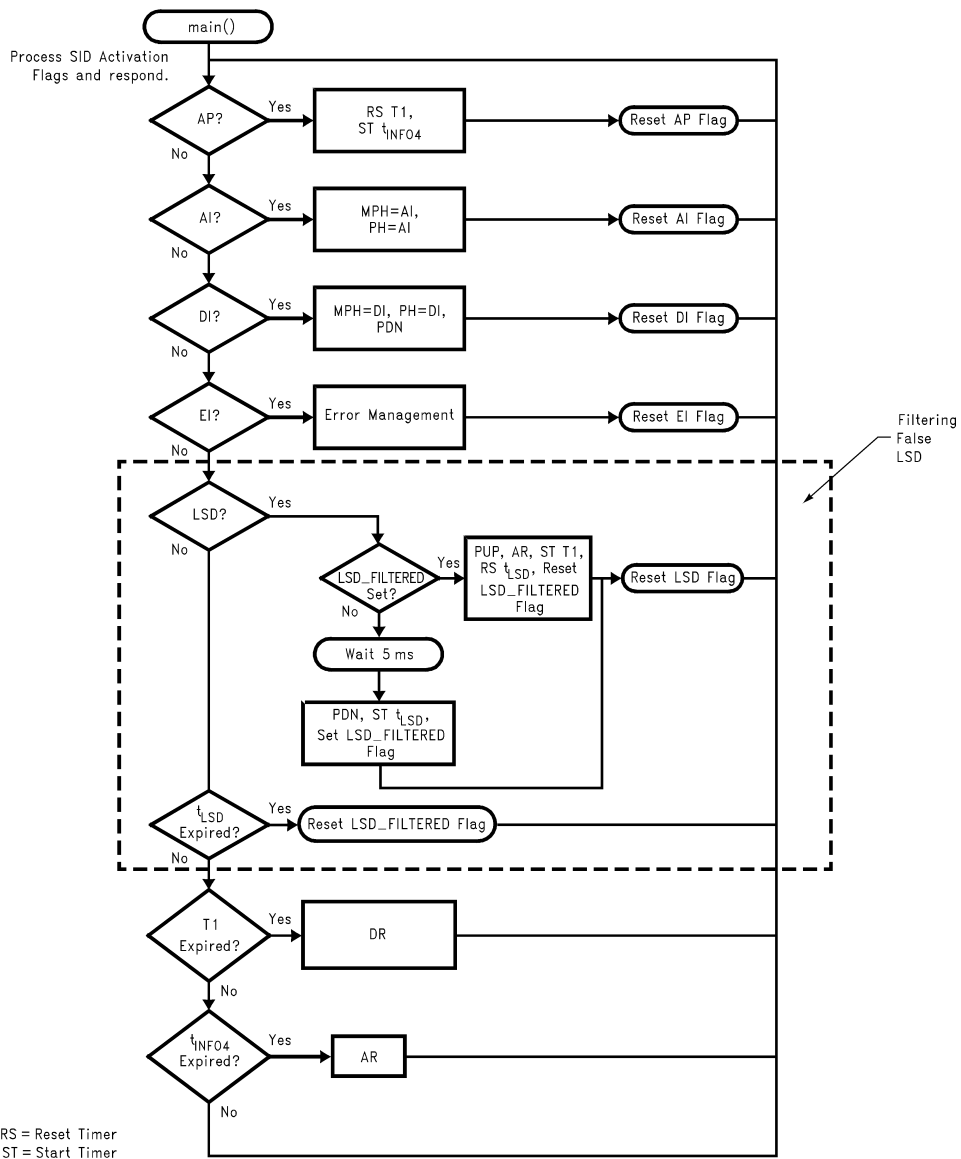 main()
Process SID Activation
Flags and respond.
AP?
Yes
No
RS T1,
ST tINFO4
Reset AP Flag
AI?
Yes
No
MPH=AI,
PH=AI
Reset AI Flag
DI?
Yes
No
MPH=DI, PH=DI,
PDN
Reset DI Flag
EI?
Yes
No
Error Management
Reset EI Flag
Filtering
False
LSD
LSD?
Yes
No
LSD_FILTERED
Set?
Yes
No
PUP, AR, ST T1,
RS tLSD, Reset
LSD_FILTERED
Flag
Reset LSD Flag
Wait 5 ms
PDN, ST tLSD,
Set LSD_FILTERED
Flag
tLSD
Expired?
Yes
No
Reset LSD_FILTERED Flag
T1
Expired?
Yes
No
DR
tINFO4
Expired?
Yes
No
AR
RS = Reset Timer
ST = Start Timer